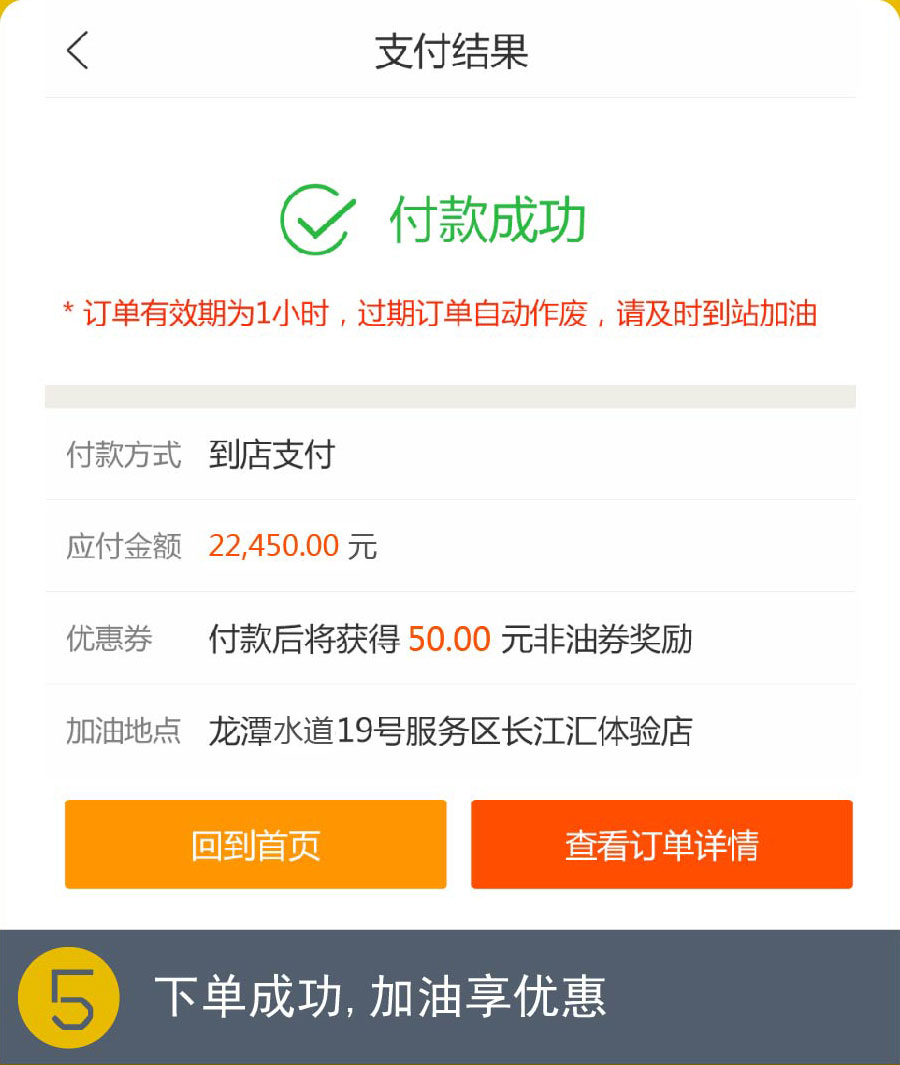 支付结果
付款成功
* 订单有效期为1小时，过期订单自动作废，请及时到站加油
付款方式 到店支付
应付金额 22,450.00 元
优惠券 付款后将获得 50.00 元非油券奖励
加油地点 龙潭水道19号服务区长江汇体验店
回到首页 查看订单详情
5 下单成功, 加油享优惠